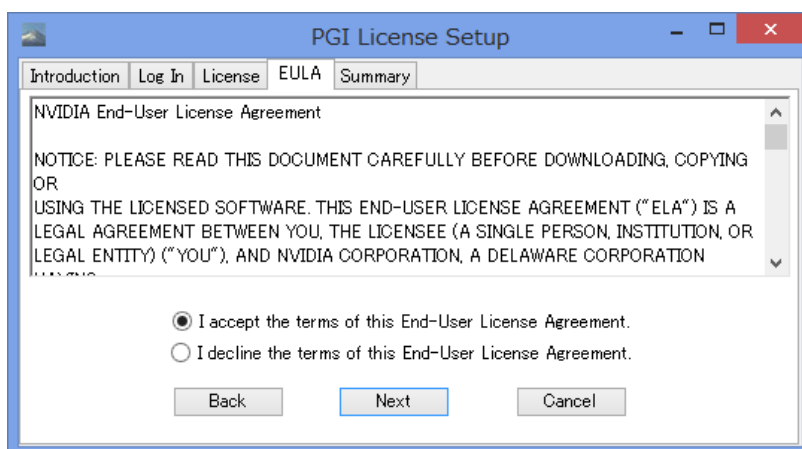 PGI License Setup
Introduction Log In License EULA Summary
NVIDIA End-User License Agreement
NOTICE: PLEASE READ THIS DOCUMENT CAREFULLY BEFORE DOWNLOADING, COPYING
OR
USING THE LICENSED SOFTWARE. THIS END-USER LICENSE AGREEMENT ("ELA") IS A
LEGAL AGREEMENT BETWEEN YOU, THE LICENSEE (A SINGLE PERSON, INSTITUTION, OR
LEGAL ENTITY) ("YOU"), AND NVIDIA CORPORATION, A DELAWARE CORPORATION
I accept the terms of this End-User License Agreement.
I decline the terms of this End-User License Agreement.
Back Next Cancel